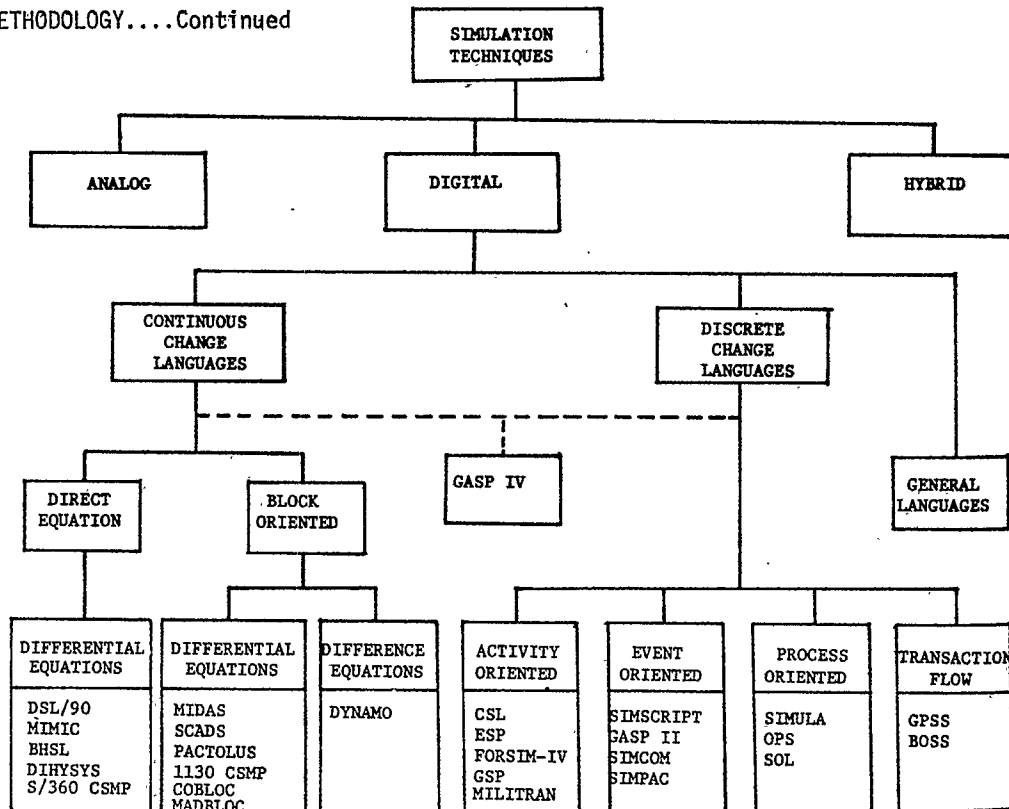 ETHODOLOGY....Continued
SIMULATION
TECHNIQUES
ANALOG
DIGITAL
HYBRID
CONTINUOUS
CHANGE
LANGUAGES
DISCRETE
CHANGE
LANGUAGES
DIRECT
EQUATION
BLOCK
ORIENTED
GASP IV
GENERAL
LANGUAGES
DIFFERENTIAL
EQUATIONS
DSL/90
MIMIC
BHSL
DIHYSYS
S/360 CSMP
DIFFERENTIAL
EQUATIONS
MIDAS
SCADS
PACTOLUS
1130 CSMP
COBLOC
MADBLOC
DIFFERENCE
EQUATIONS
DYNAMO
ACTIVITY
ORIENTED
CSL
ESP
FORSIM-IV
GSP
MILITRAN
EVENT
ORIENTED
SIMSCRIPT
GASP II
SIMCOM
SIMPAC
PROCESS
ORIENTED
SIMULA
OPS
SOL
TRANSACTION
FLOW
GPSS
BOSS